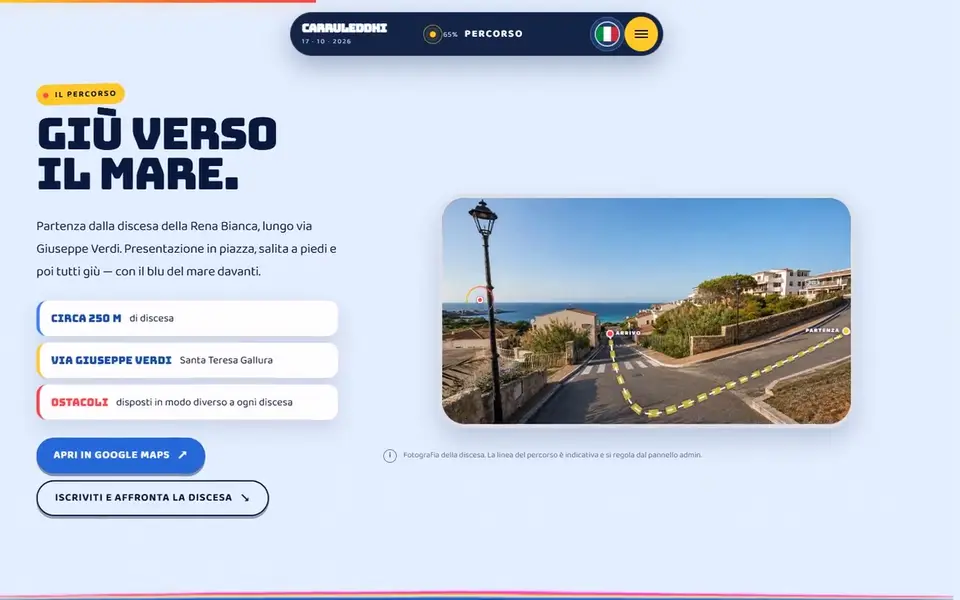 CARRULEDDHI
17 · 10 · 2026
65% PERCORSO
IL PERCORSO
GIÙ VERSO
IL MARE.
Partenza dalla discesa della Rena Bianca, lungo via
Giuseppe Verdi. Presentazione in piazza, salita a piedi e
poi tutti giù — con il blu del mare davanti.
CIRCA 250 M di discesa
VIA GIUSEPPE VERDI Santa Teresa Gallura
OSTACOLI disposti in modo diverso a ogni discesa
APRI IN GOOGLE MAPS ↗
ISCRIVITI E AFFRONTA LA DISCESA ↘
ARRIVO
PARTENZA
i Fotografia della discesa. La linea del percorso è indicativa e si regola dal pannello admin.